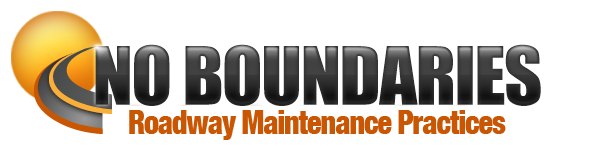 NO BOUNDARIES
Roadway Maintenance Practices